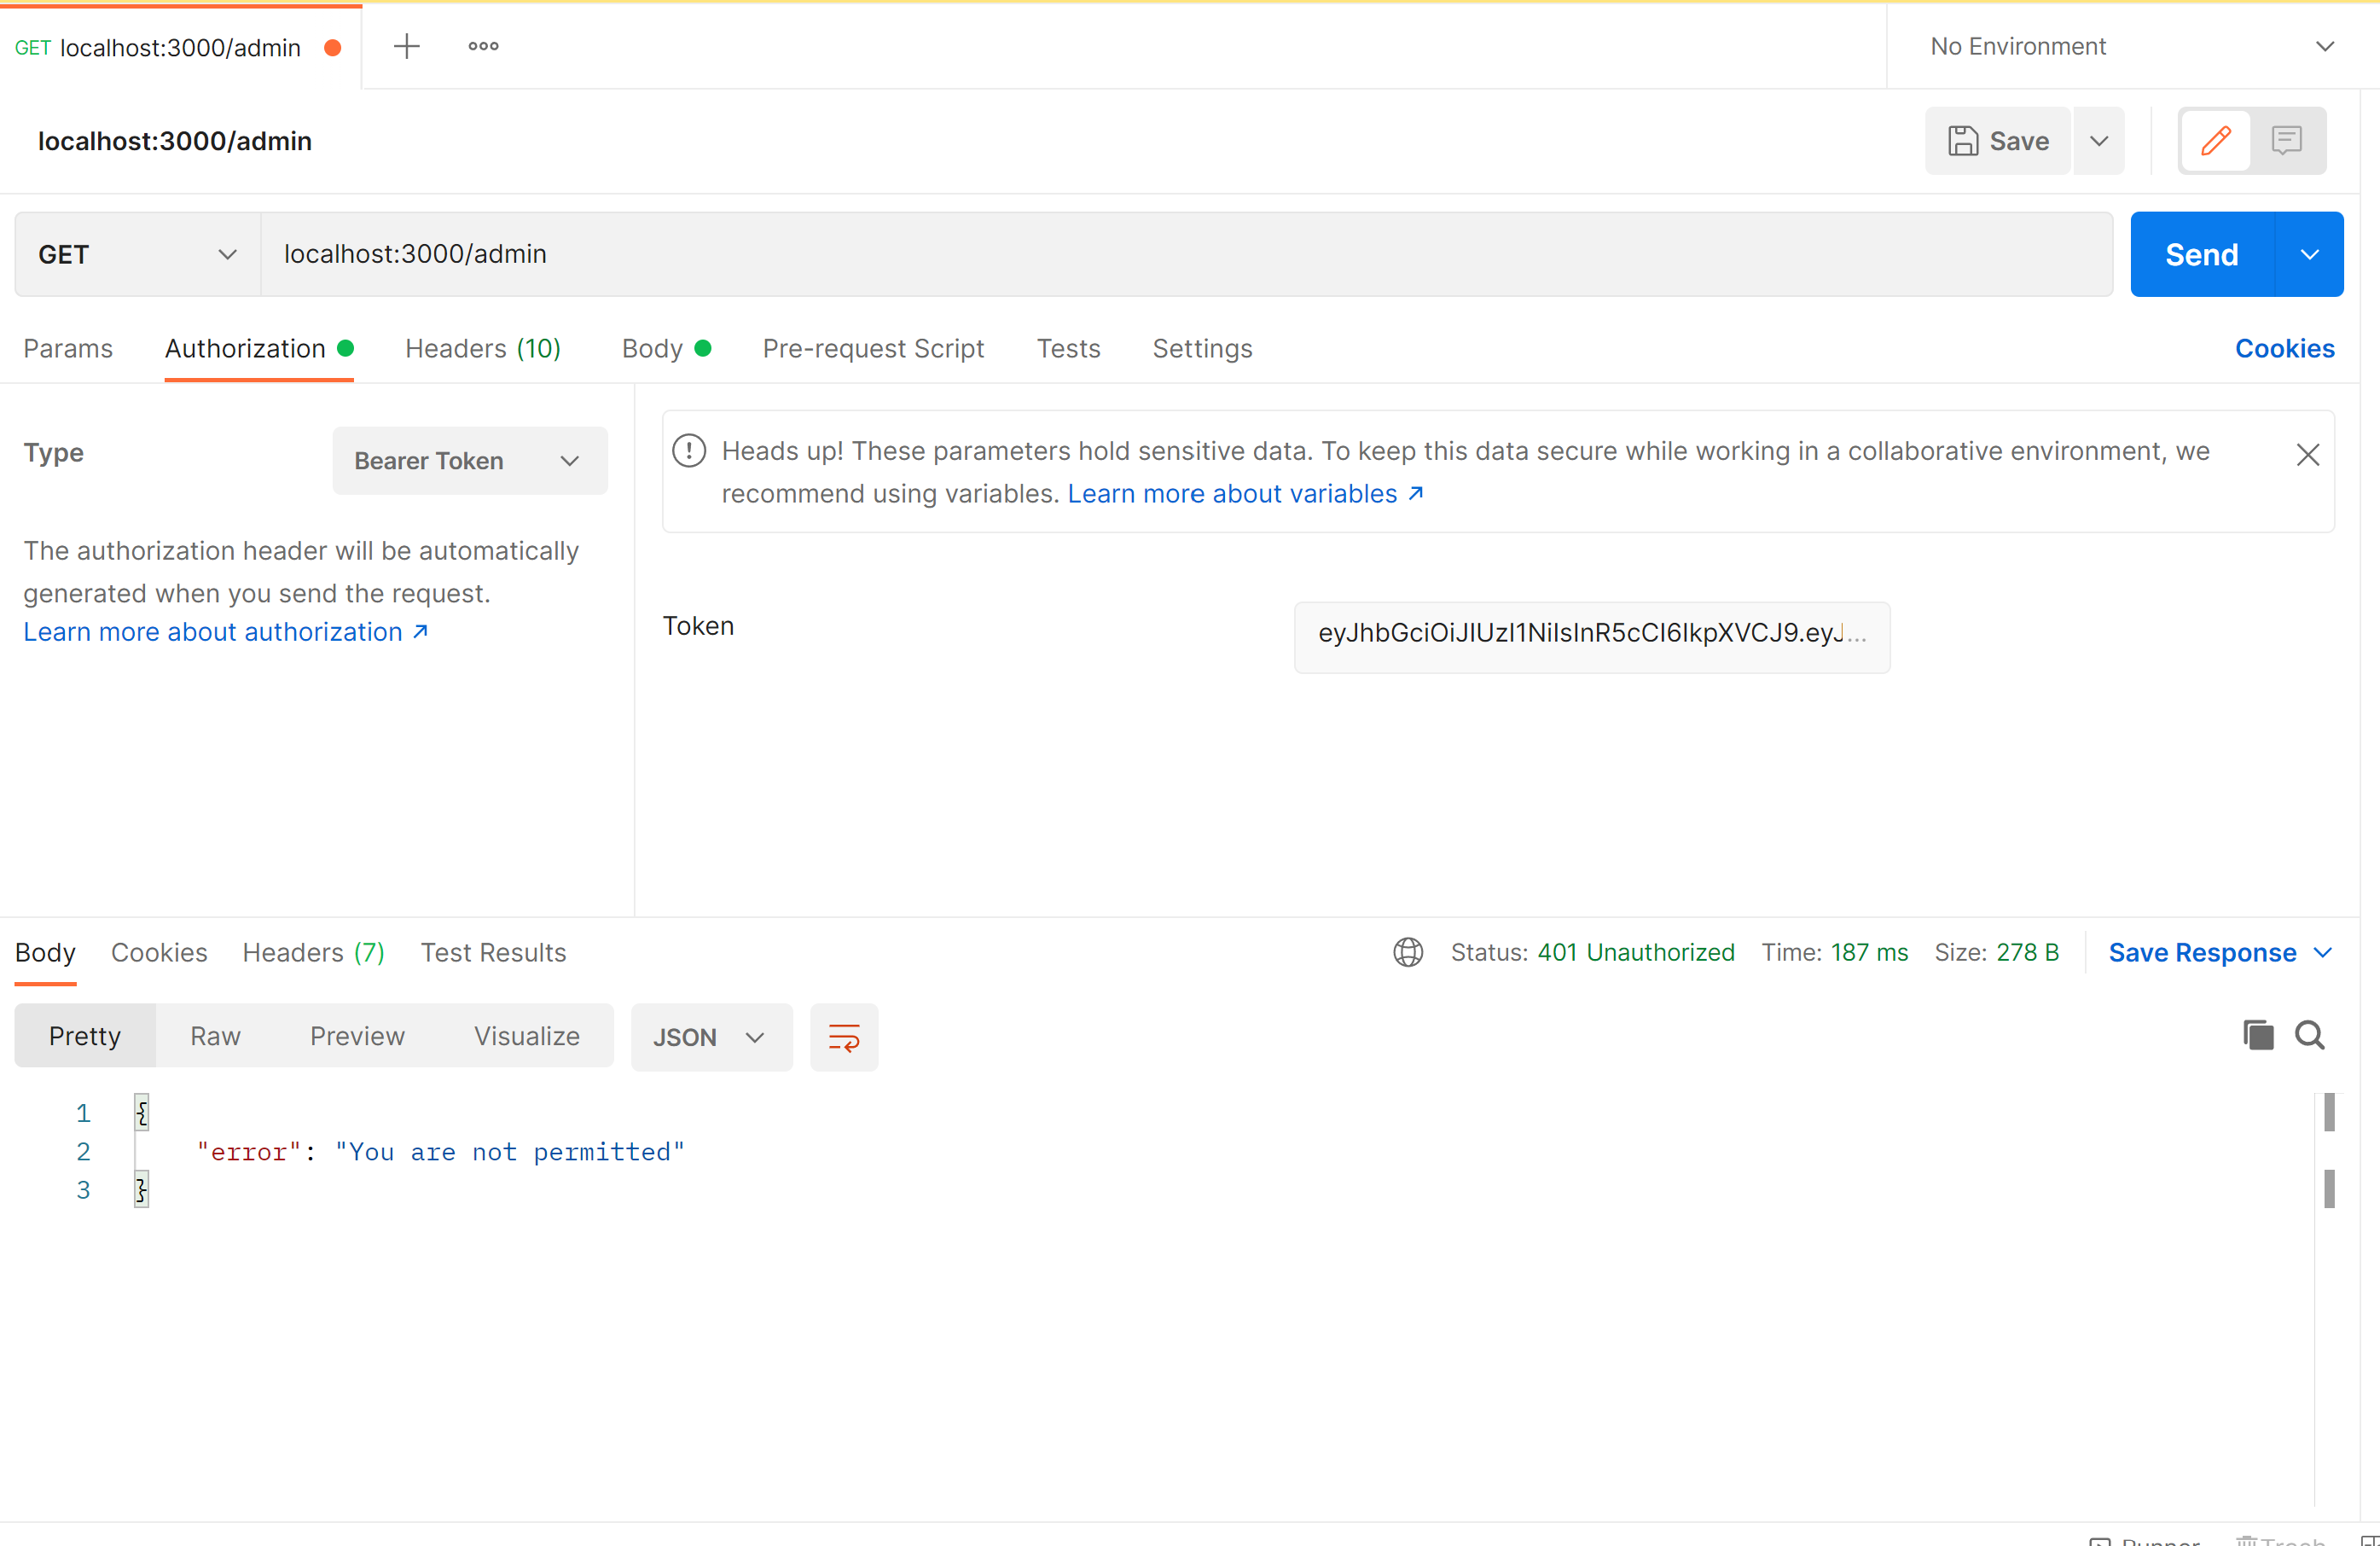 GET localhost:3000/admin
No Environment
localhost:3000/admin
Save
GET
localhost:3000/admin
Send
Params
Authorization
Headers (10)
Body
Pre-request Script
Tests
Settings
Cookies
Type
Bearer Token
The authorization header will be automatically
generated when you send the request.
Learn more about authorization ↗
Heads up! These parameters hold sensitive data. To keep this data secure while working in a collaborative environment, we
recommend using variables. Learn more about variables ↗
Token
eyJhbGciOiJIUzI1NiIsInR5cCI6IkpXVCJ9.eyJ...
Body
Cookies
Headers (7)
Test Results
Status: 401 Unauthorized
Time: 187 ms
Size: 278 B
Save Response
Pretty
Raw
Preview
Visualize
JSON
1 {
2 "error": "You are not permitted"
3 }
Runner
Trash